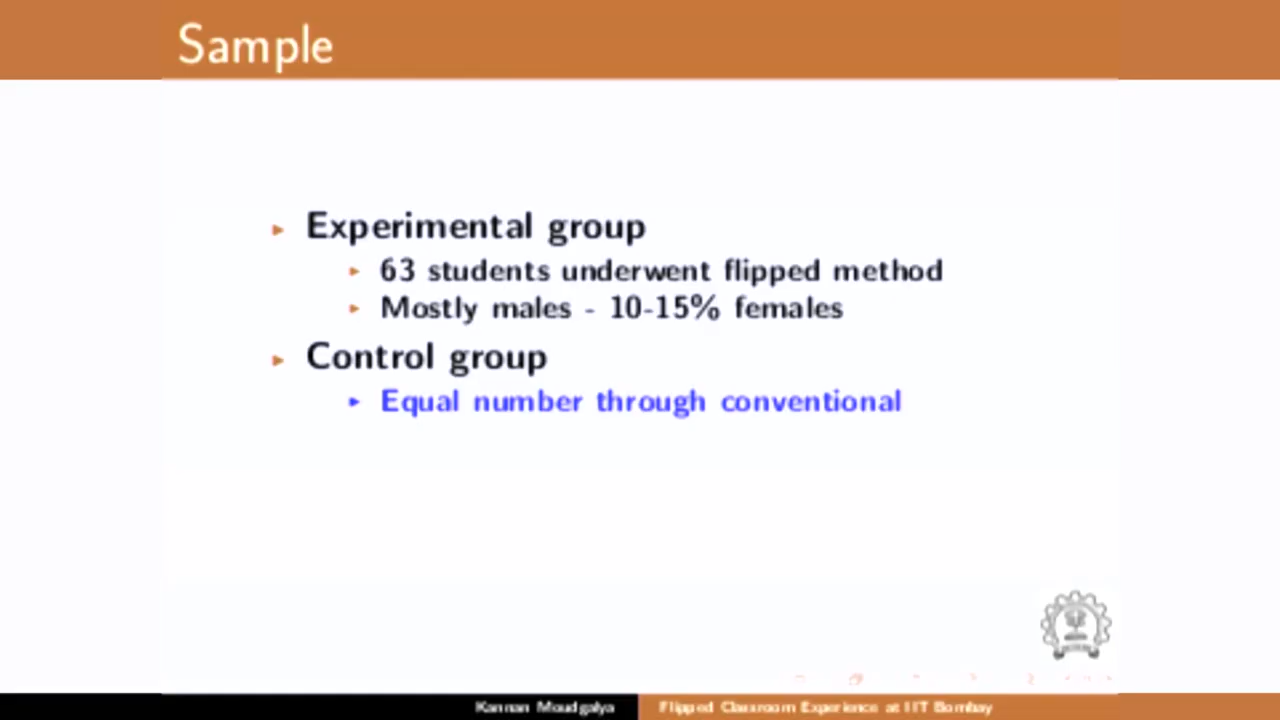 Sample
Experimental group
63 students underwent flipped method
Mostly males - 10-15% females
Control group
Equal number through conventional
Kannan Moudgalya
Flipped Classroom Experience at IIT Bombay